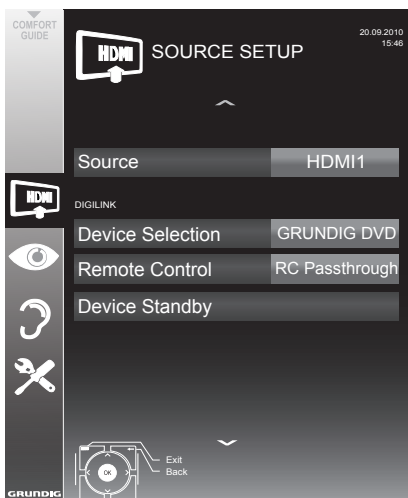 COMFORT
GUIDE
HDMI
SOURCE SETUP
20.09.2010
15:46
Source HDMI1
HDMI
DIGILINK
Device Selection GRUNDIG DVD
Remote Control RC Passthrough
Device Standby
OK
Exit
Back
GRUNDIG